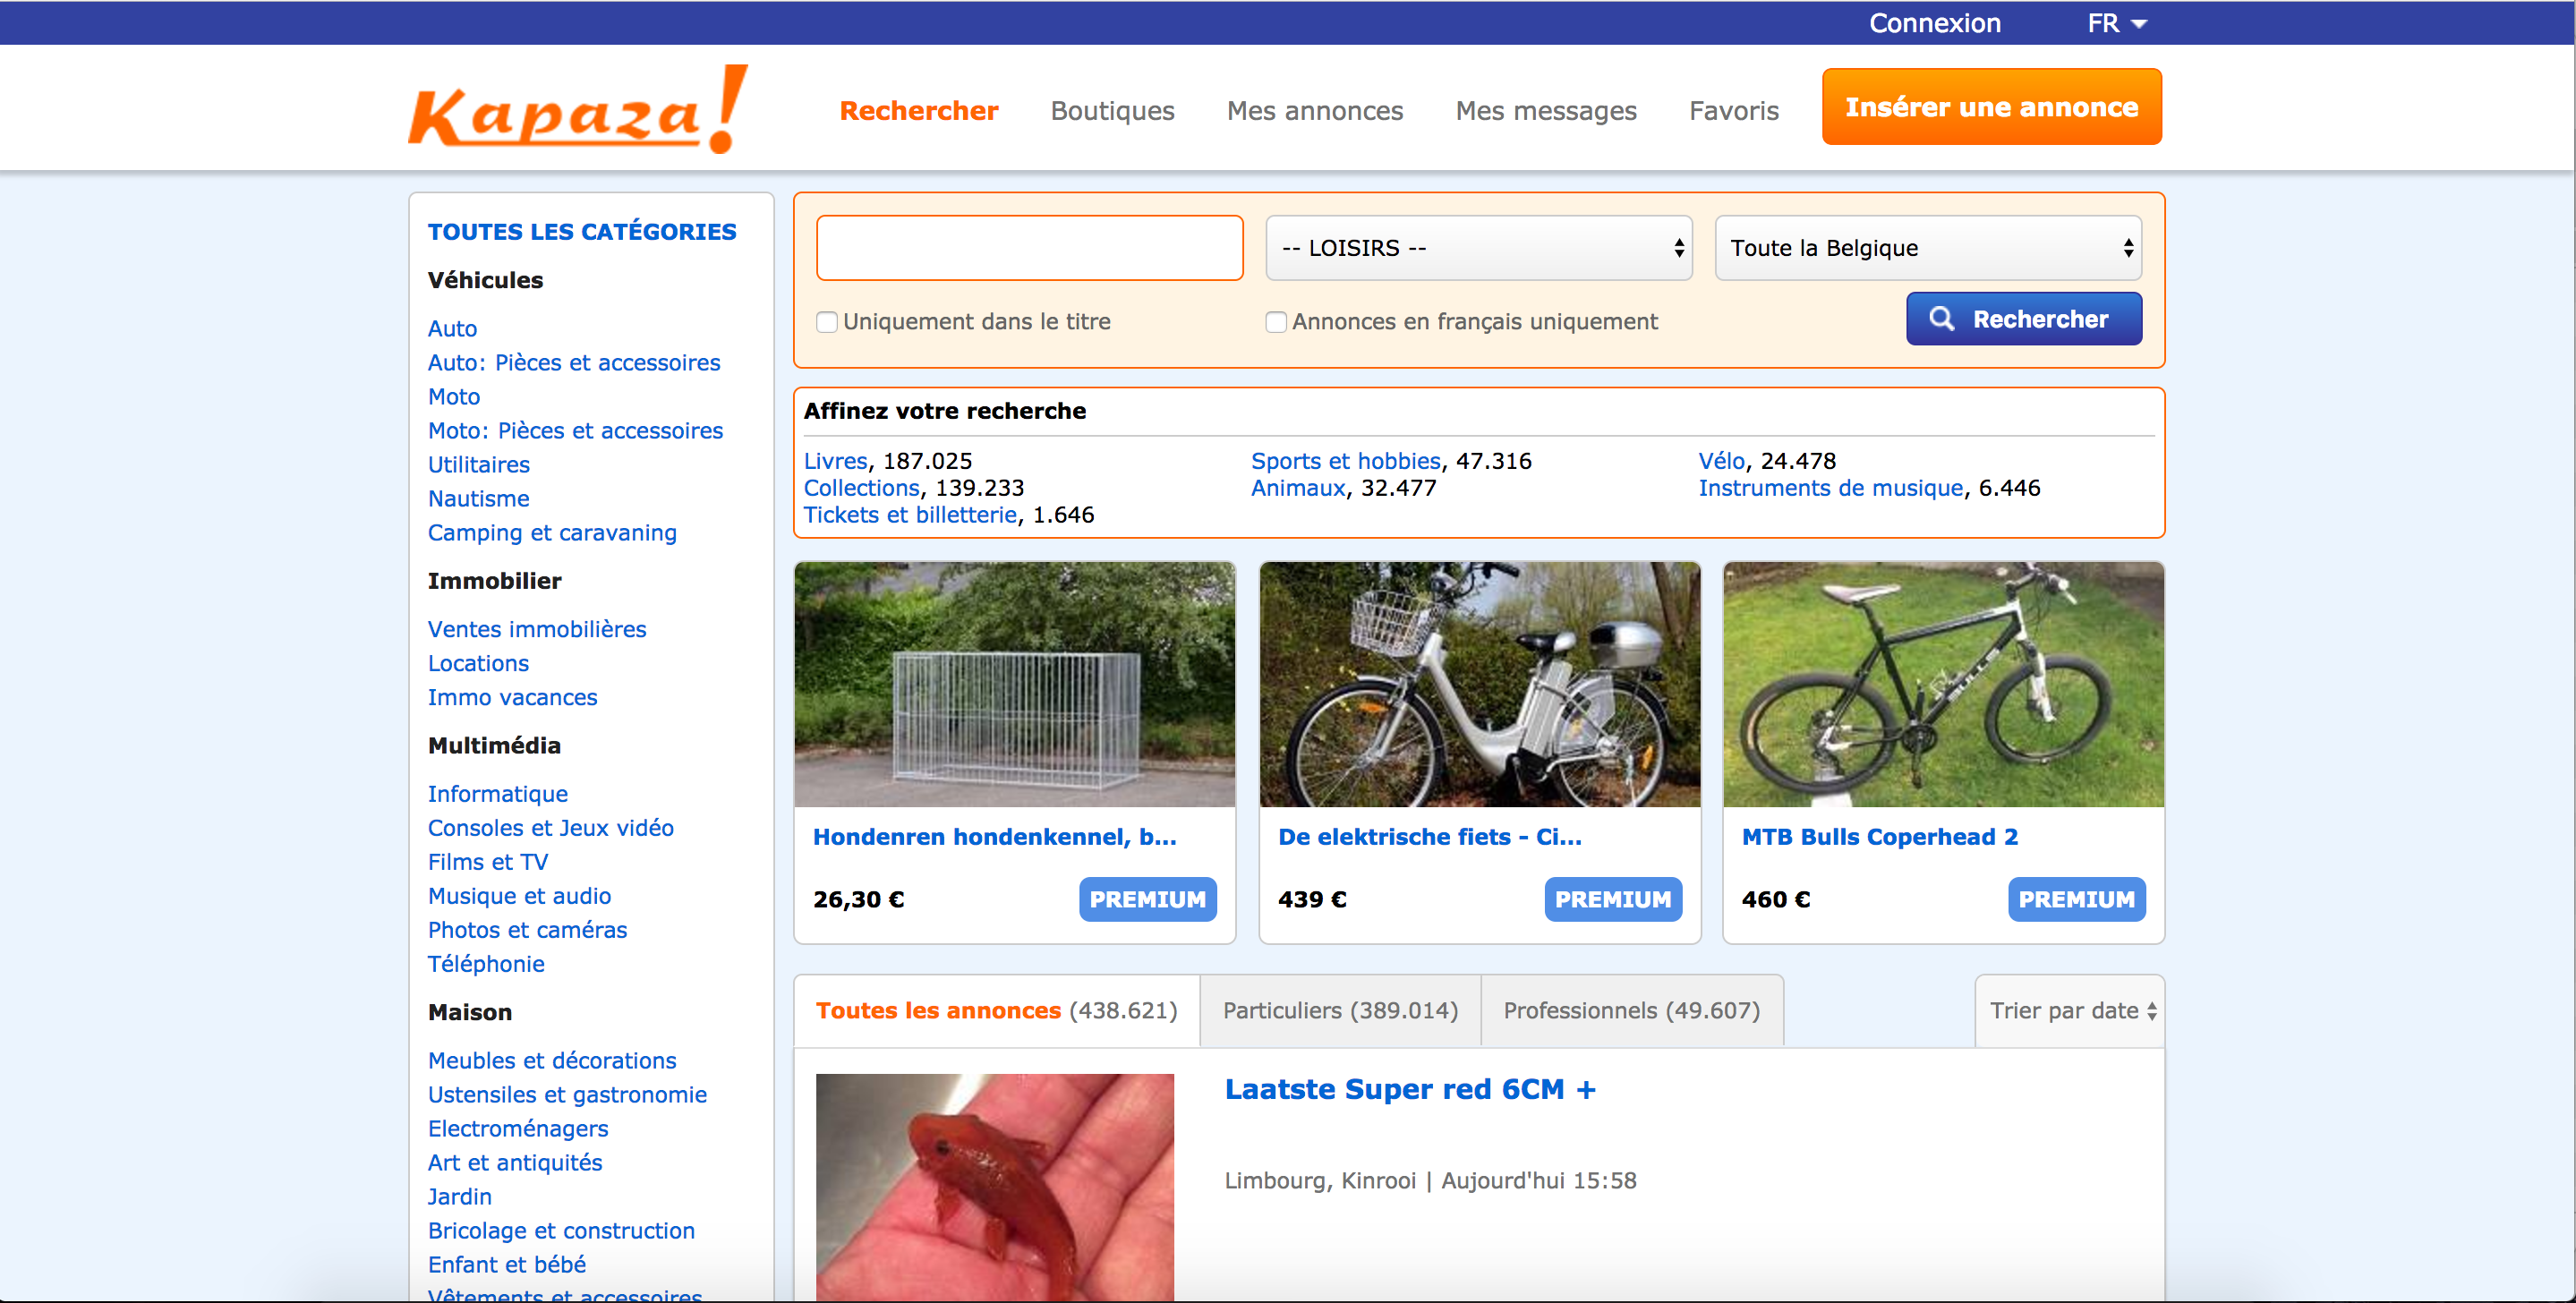 Connexion FR
Kapaza!
Rechercher Boutiques Mes annonces Mes messages Favoris Insérer une annonce
TOUTES LES CATÉGORIES
Véhicules
Auto
Auto: Pièces et accessoires
Moto
Moto: Pièces et accessoires
Utilitaires
Nautisme
Camping et caravaning
Immobilier
Ventes immobilières
Locations
Immo vacances
Multimédia
Informatique
Consoles et Jeux vidéo
Films et TV
Musique et audio
Photos et caméras
Téléphonie
Maison
Meubles et décorations
Ustensiles et gastronomie
Electroménagers
Art et antiquités
Jardin
Bricolage et construction
Enfant et bébé
Vêtements et accessoires
-- LOISIRS -- Toute la Belgique
Uniquement dans le titre Annonces en français uniquement Rechercher
Affinez votre recherche
Livres, 187.025 Sports et hobbies, 47.316 Vélo, 24.478
Collections, 139.233 Animaux, 32.477 Instruments de musique, 6.446
Tickets et billetterie, 1.646
BULLS
Hondenren hondenkennel, b... De elektrische fiets - Ci... MTB Bulls Coperhead 2
26,30 € PREMIUM 439 € PREMIUM 460 € PREMIUM
Toutes les annonces (438.621) Particuliers (389.014) Professionnels (49.607) Trier par date
Laatste Super red 6CM +
Limbourg, Kinrooi | Aujourd'hui 15:58